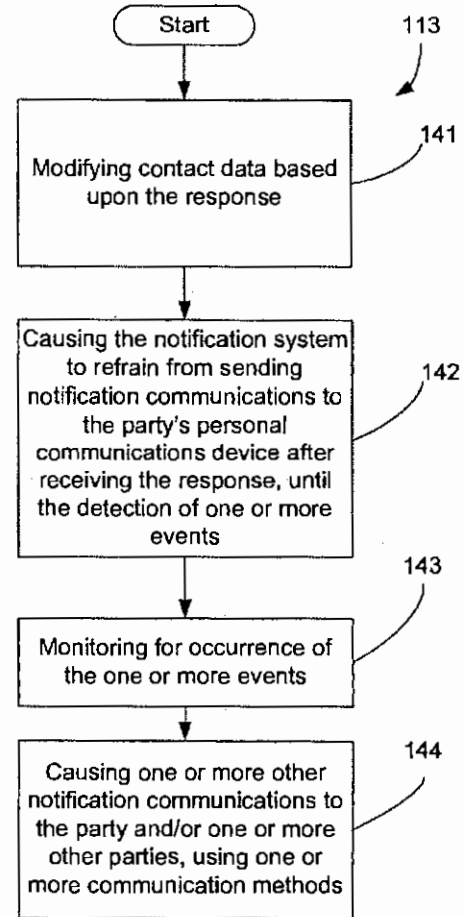 Start
113
141
Modifying contact data based
upon the response
Causing the notification system
to refrain from sending
notification communications to
the party's personal
communications device after
receiving the response, until
the detection of one or more
events
142
143
Monitoring for occurrence of
the one or more events
144
Causing one or more other
notification communications to
the party and/or one or more
other parties, using one or
more communication methods